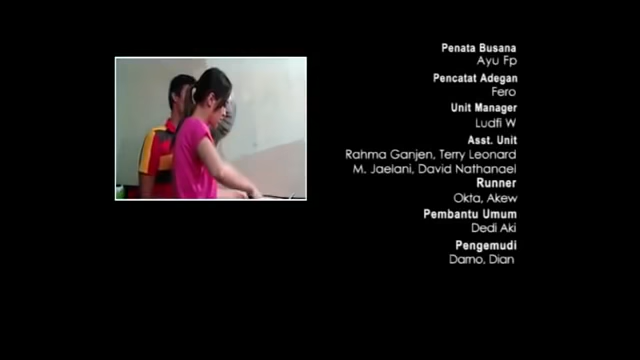 Penata Busana
Ayu Fp
Pencatat Adegan
Fero
Unit Manager
Ludfi W
Asst. Unit
Rahma Ganjen, Terry Leonard
M. Jaelani, David Nathanael
Runner
Okta, Akew
Pembantu Umum
Dedi Aki
Pengemudi
Darno, Dian